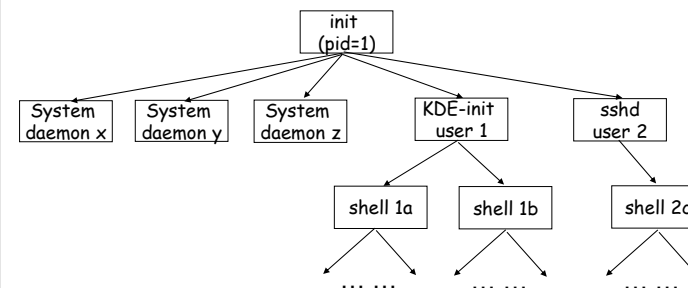 init
(pid=1)
System
daemon x
System
daemon y
System
daemon z
KDE-init
user 1
sshd
user 2
shell 1a
shell 1b
shell 2
... ...
... ...
... ...